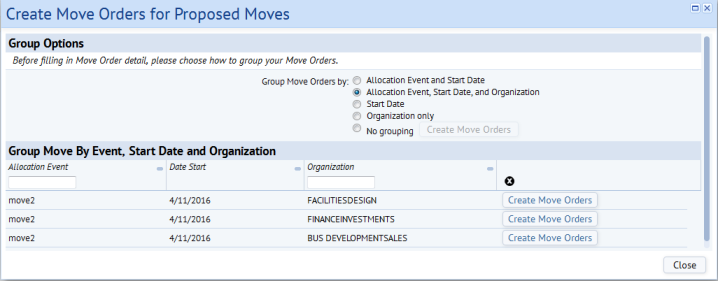 Create Move Orders for Proposed Moves
Group Options
Before filling in Move Order detail, please choose how to group your Move Orders.
Group Move Orders by: Allocation Event and Start Date
Allocation Event, Start Date, and Organization
Start Date
Organization only
No grouping Create Move Orders
Group Move By Event, Start Date and Organization
Allocation Event Date Start Organization
move2 4/11/2016 FACILITIESDESIGN Create Move Orders
move2 4/11/2016 FINANCEINVESTMENTS Create Move Orders
move2 4/11/2016 BUS DEVELOPMENTSALES Create Move Orders
Close